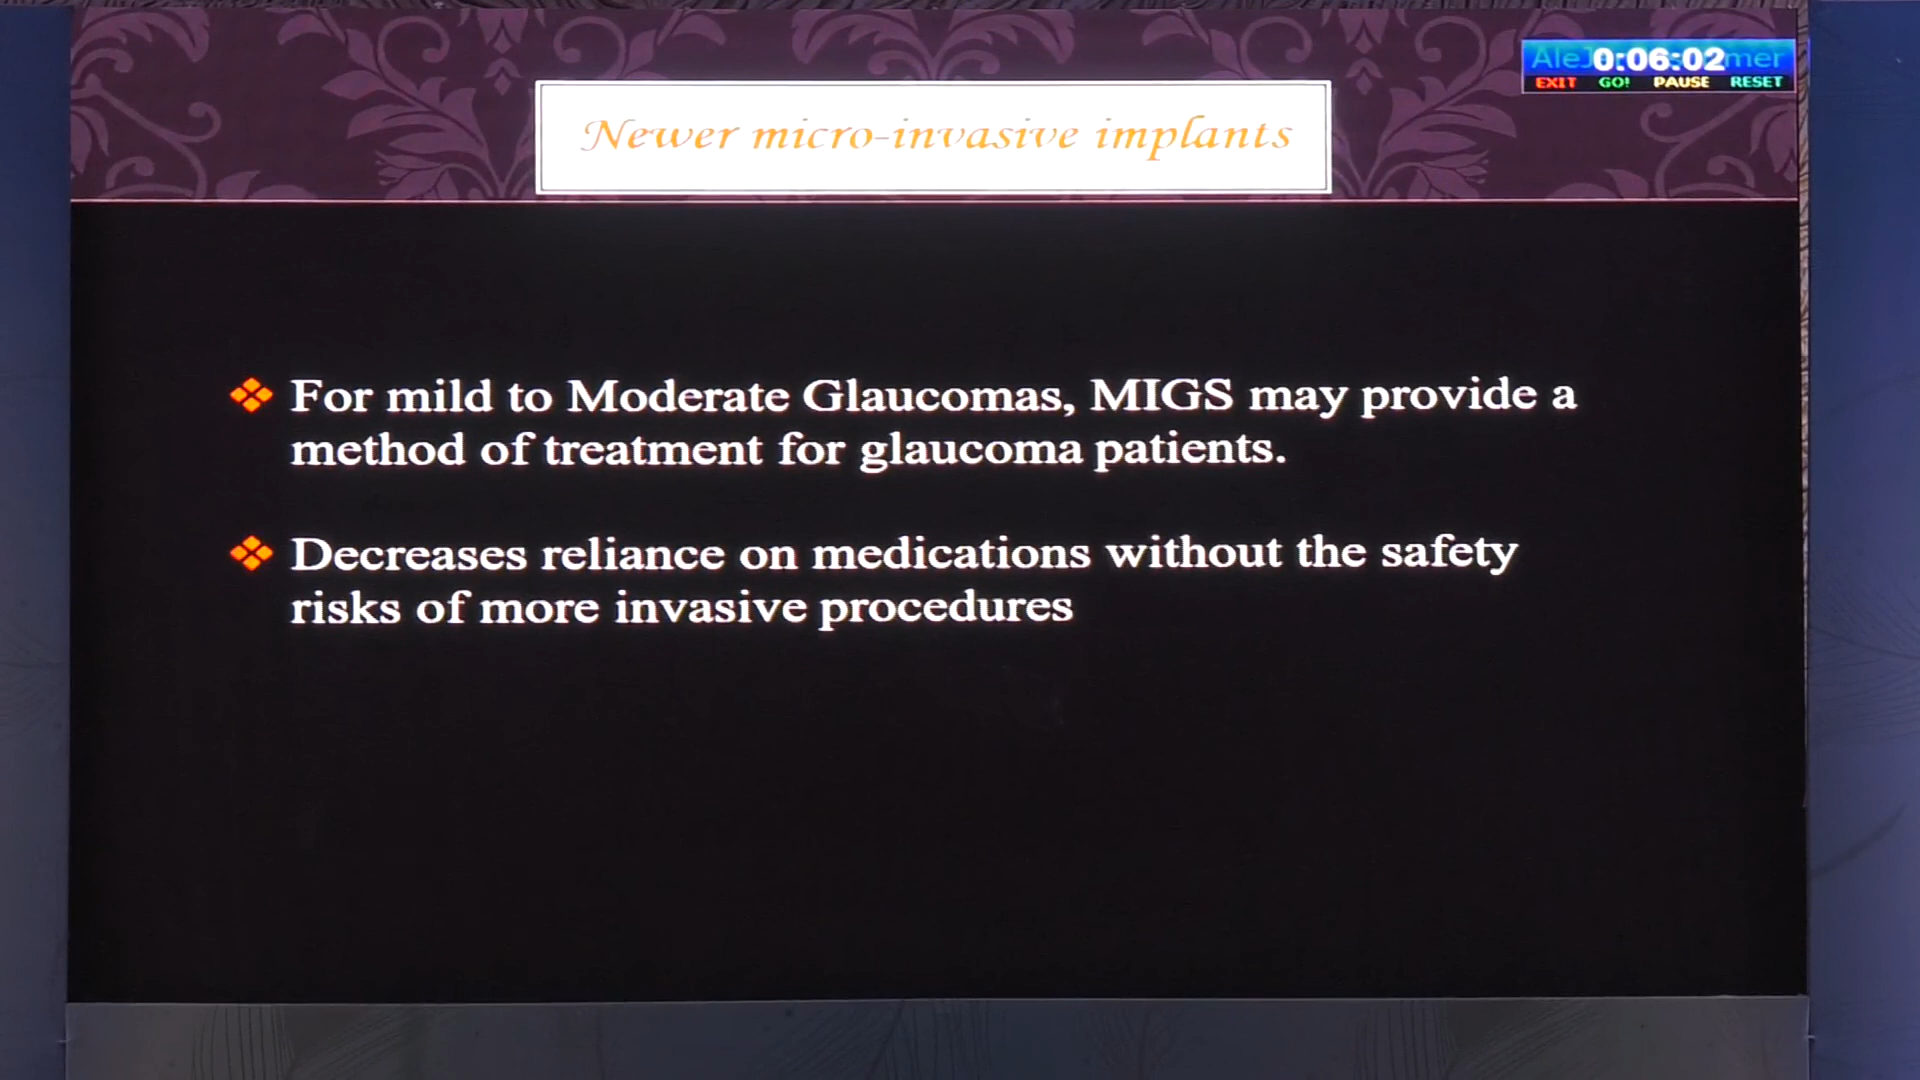 0:06:02
EXIT GO! PAUSE RESET
Newer micro-invasive implants
❖ For mild to Moderate Glaucomas, MIGS may provide a
method of treatment for glaucoma patients.
❖ Decreases reliance on medications without the safety
risks of more invasive procedures